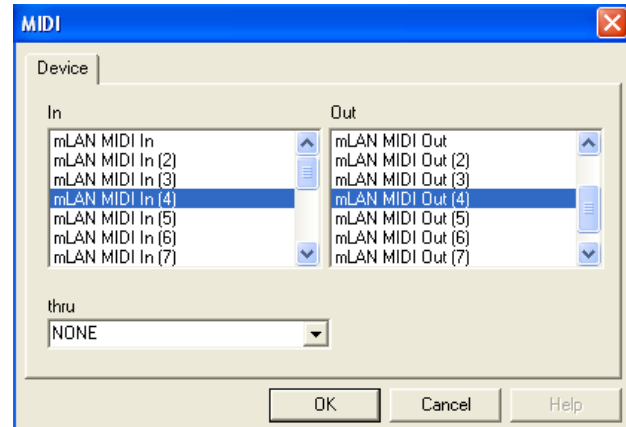 MIDI
Device
In
Out
mLAN MIDI In
mLAN MIDI In (2)
mLAN MIDI In (3)
mLAN MIDI In (4)
mLAN MIDI In (5)
mLAN MIDI In (6)
mLAN MIDI In (7)
mLAN MIDI Out
mLAN MIDI Out (2)
mLAN MIDI Out (3)
mLAN MIDI Out (4)
mLAN MIDI Out (5)
mLAN MIDI Out (6)
mLAN MIDI Out (7)
thru
NONE
OK
Cancel
Help